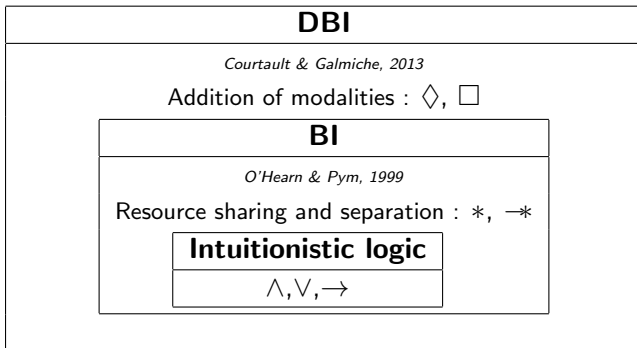 DBI
Courtault & Galmiche, 2013
Addition of modalities : ◇, □
BI
O'Hearn & Pym, 1999
Resource sharing and separation : ∗, −∗
Intuitionistic logic
∧,∨,→